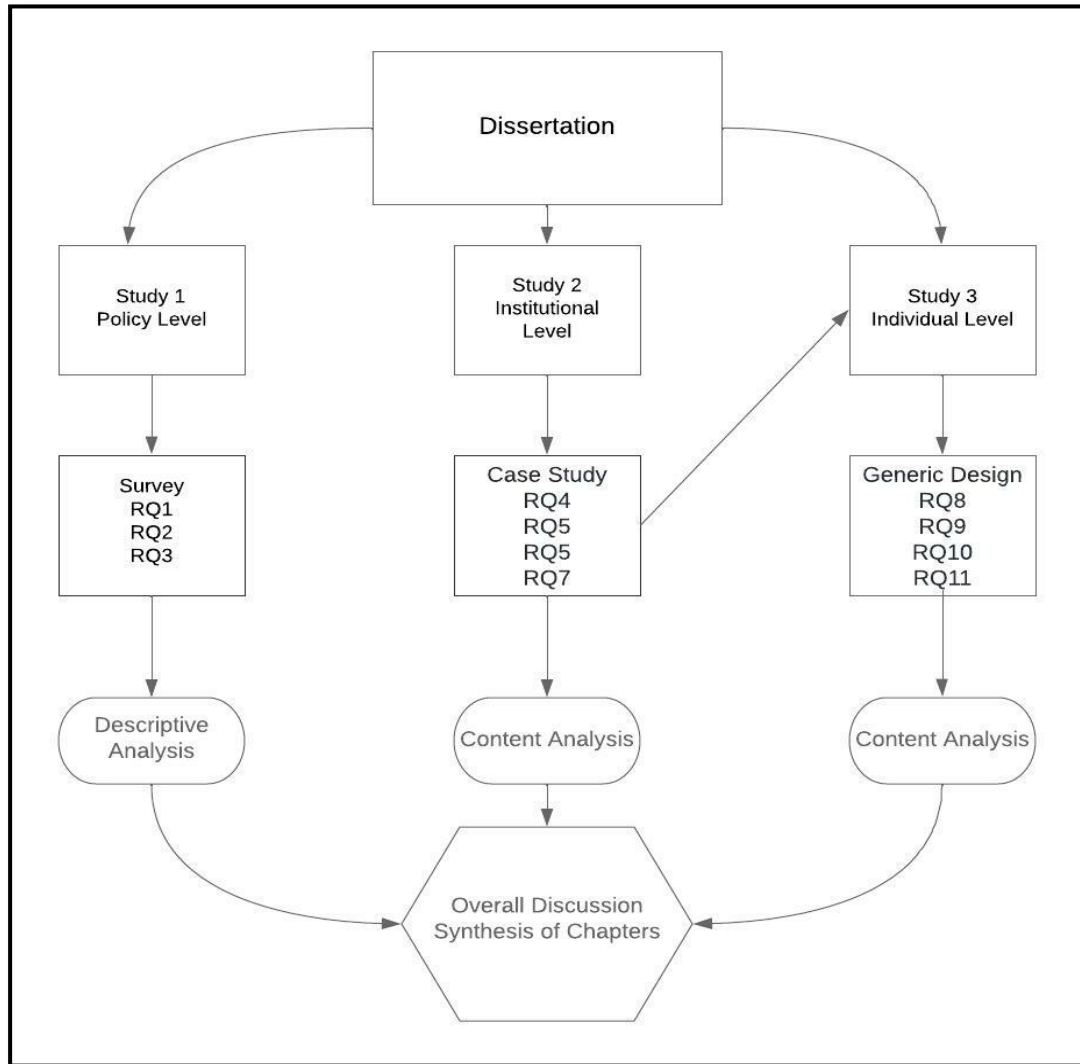 Dissertation
Study 1
Policy Level
Study 2
Institutional
Level
Study 3
Individual Level
Survey
RQ1
RQ2
RQ3
Case Study
RQ4
RQ5
RQ5
RQ7
Generic Design
RQ8
RQ9
RQ10
RQ11
Descriptive
Analysis
Content Analysis
Content Analysis
Overall Discussion
Synthesis of Chapters